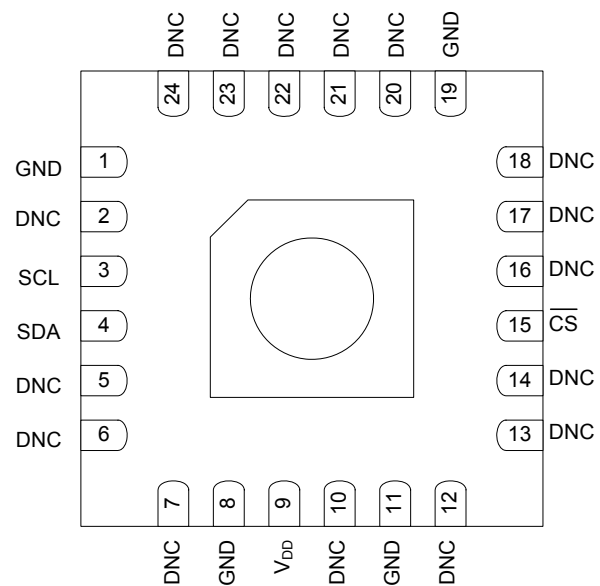 DNC DNC DNC DNC DNC GND
24 23 22 21 20 19
GND 1 18 DNC
DNC 2 17 DNC
SCL 3 16 DNC
SDA 4 15 C̅S̅
DNC 5 14 DNC
DNC 6 13 DNC
7 8 9 10 11 12
DNC GND VDD DNC GND DNC